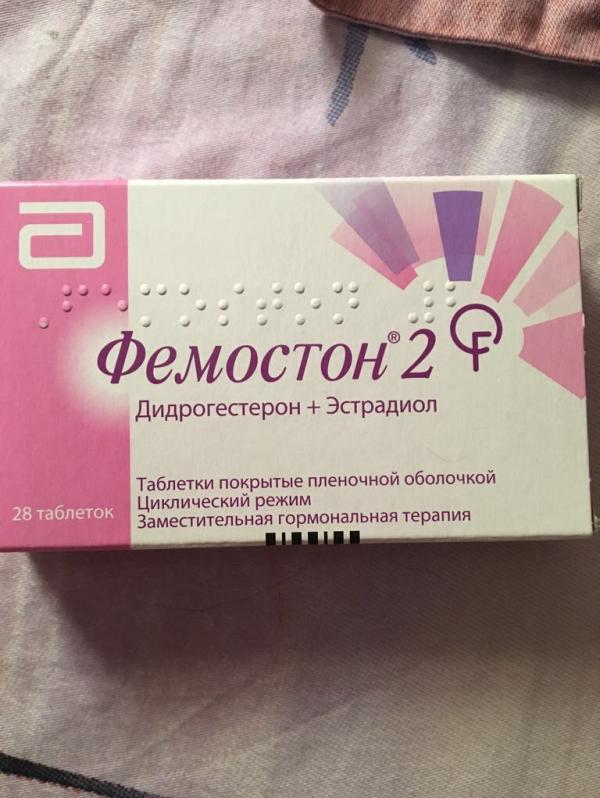 Фемостон® 2
Дидрогестерон + Эстрадиол
Таблетки покрытые пленочной оболочкой
Циклический режим
Заместительная гормональная терапия
28 таблеток